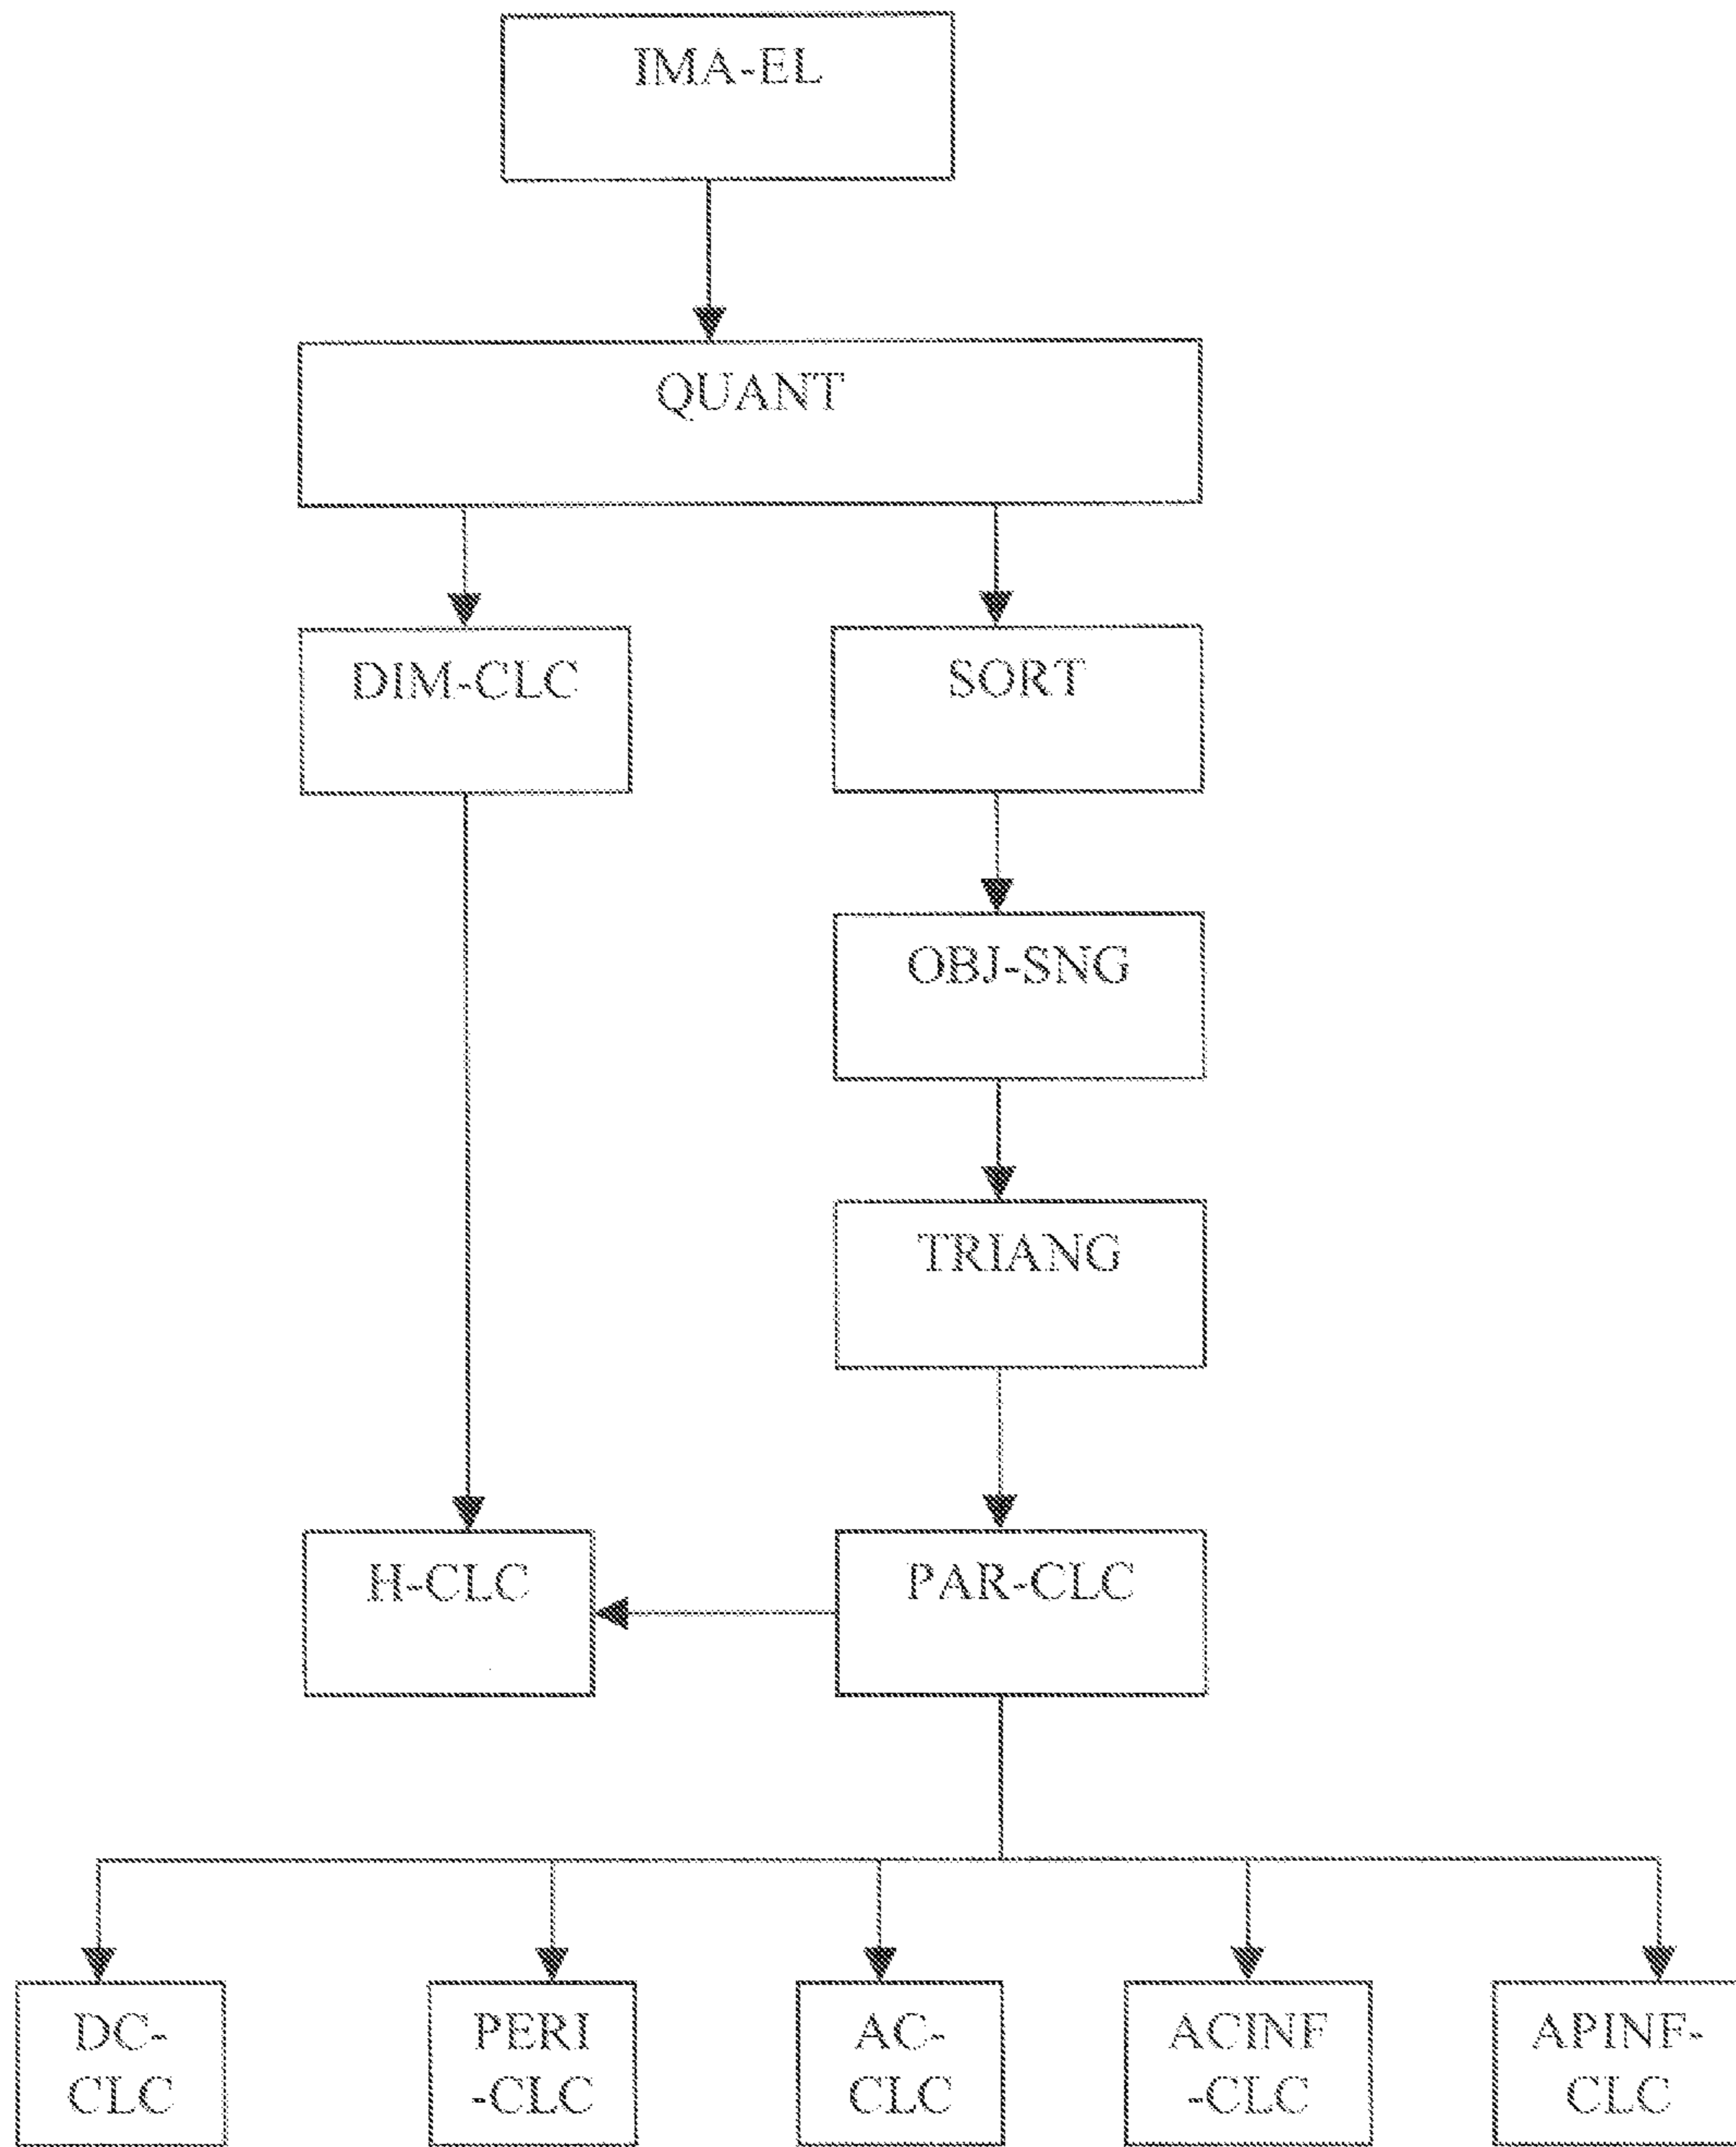 IMA-EL
QUANT
DIM-CLC
SORT
OBJ-SNG
TRIANG
H-CLC
PAR-CLC
DC-
CLC
PERI
-CLC
AC-
CLC
ACINF
-CLC
APINF-
CLC